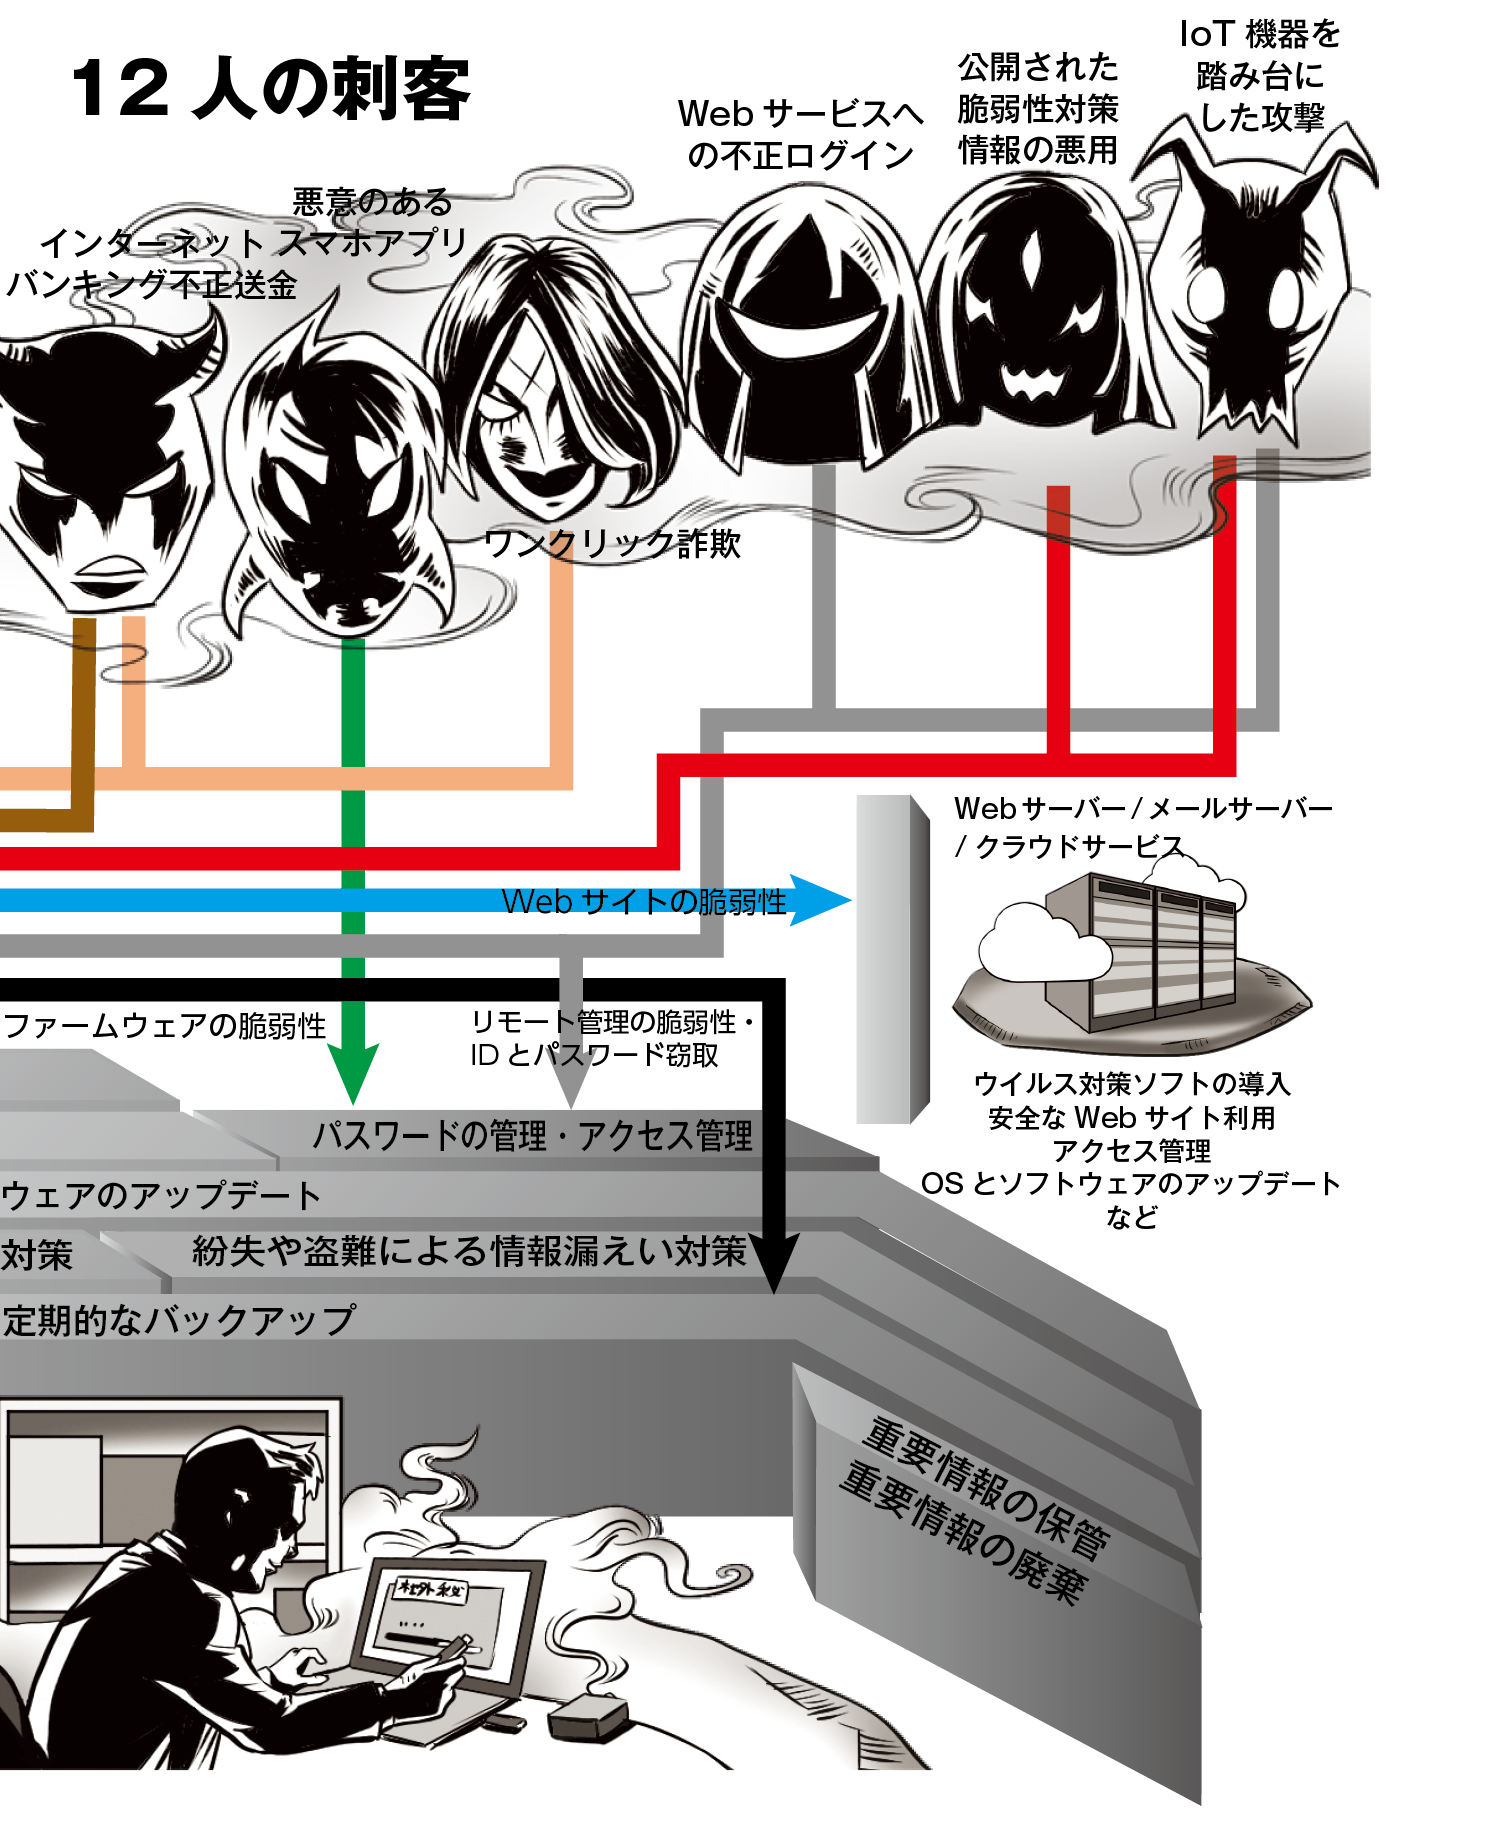 12人の刺客
IoT 機器を
踏み台に
した攻撃
公開された
脆弱性対策
情報の悪用
Web サービスへ
の不正ログイン
悪意のある
スマホアプリ
インターネット
バンキング不正送金
ワンクリック詐欺
Webサーバー/メールサーバー
/ クラウドサービス
Web サイトの脆弱性
ファームウェアの脆弱性
リモート管理の脆弱性・
ID とパスワード窃取
ウイルス対策ソフトの導入
安全な Web サイト利用
アクセス管理
OS とソフトウェアのアップデート
など
パスワードの管理・アクセス管理
ウェアのアップデート
対策
紛失や盗難による情報漏えい対策
定期的なバックアップ
重要情報の保管
重要情報の廃棄